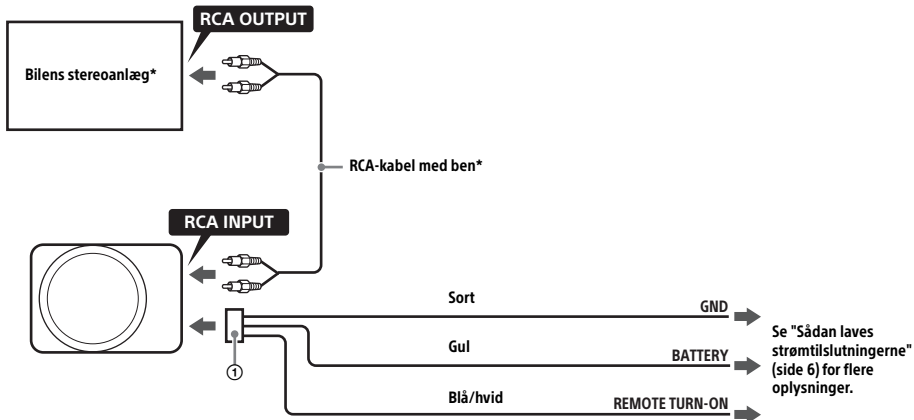 RCA OUTPUT
Bilens stereoanlæg*
RCA-kabel med ben*
RCA INPUT
Sort
GND
Gul
BATTERY
Blå/hvid
REMOTE TURN-ON
Se "Sådan laves
strømtilslutningerne"
(side 6) for flere
oplysninger.
①